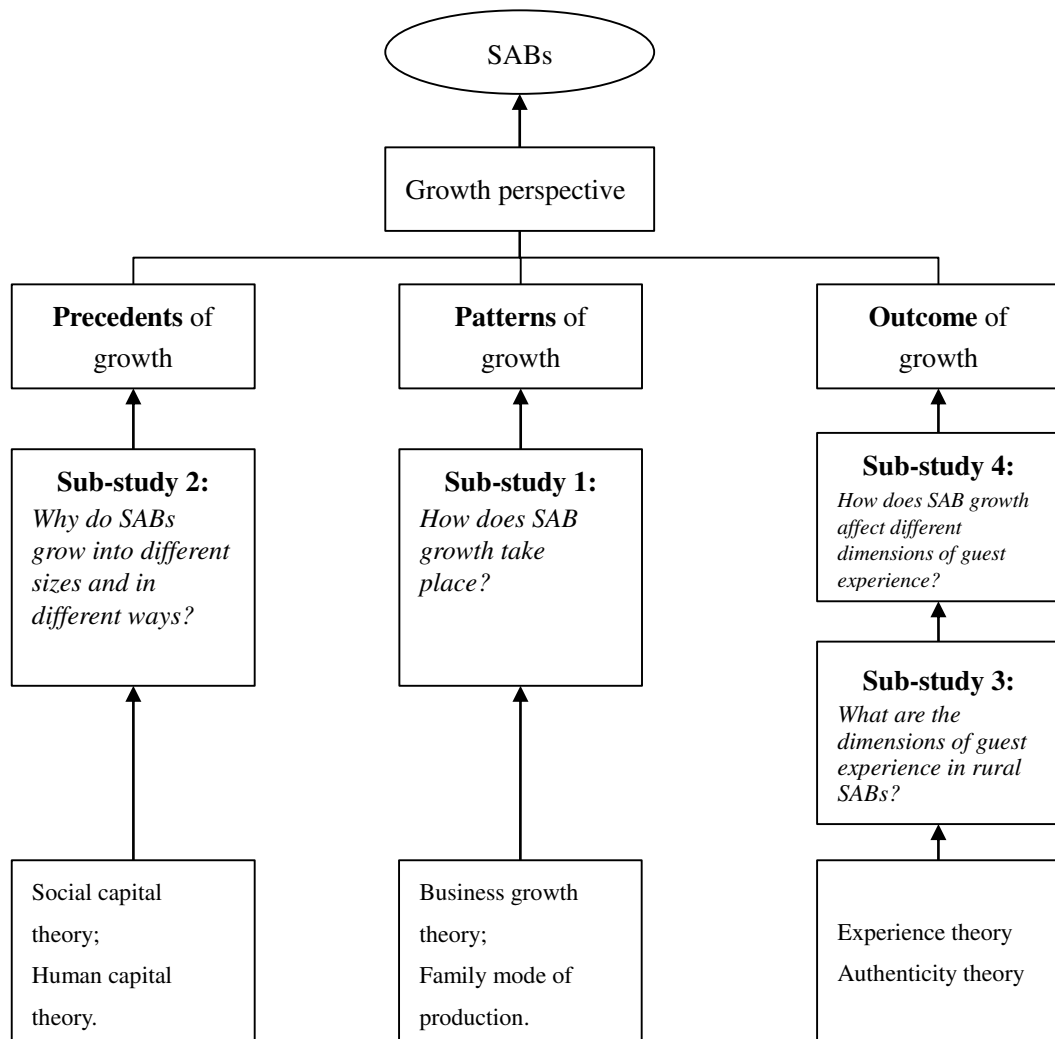 SABs
Growth perspective
Precedents of
growth
Patterns of
growth
Outcome of
growth
Sub-study 2:
Why do SABs
grow into different
sizes and in
different ways?
Sub-study 1:
How does SAB
growth take
place?
Sub-study 4:
How does SAB growth
affect different
dimensions of guest
experience?
Sub-study 3:
What are the
dimensions of guest
experience in rural
SABs?
Social capital
theory;
Human capital
theory.
Business growth
theory;
Family mode of
production.
Experience theory
Authenticity theory